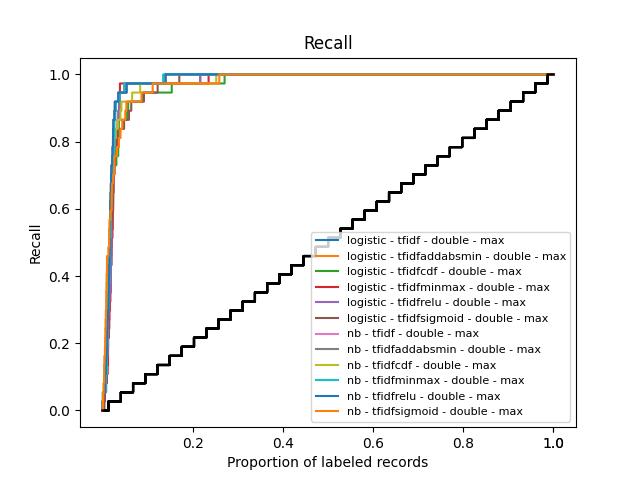 Recall
1.0
0.8
0.6
0.4
0.2
0.0
Recall
logistic - tfidf - double - max
logistic - tfidfaddabsmin - double - max
logistic - tfidfcdf - double - max
logistic - tfidfminmax - double - max
logistic - tfidfrelu - double - max
logistic - tfidfsigmoid - double - max
nb - tfidf - double - max
nb - tfidfaddabsmin - double - max
nb - tfidfcdf - double - max
nb - tfidfminmax - double - max
nb - tfidfrelu - double - max
nb - tfidfsigmoid - double - max
0.2 0.4 0.6 0.8 1.0
Proportion of labeled records